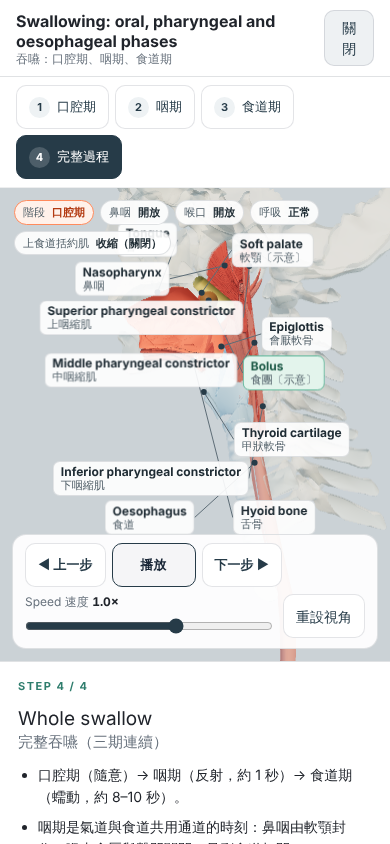 Swallowing: oral, pharyngeal and
oesophageal phases
吞嚥：口腔期、咽期、食道期
關
閉
1 口腔期
2 咽期
3 食道期
4 完整過程
階段 口腔期
鼻咽 開放
喉口 開放
呼吸 正常
上食道括約肌 收縮（關閉）
Tongue
Soft palate
軟顎〔示意〕
Nasopharynx
鼻咽
Superior pharyngeal constrictor
上咽縮肌
Epiglottis
會厭軟骨
Middle pharyngeal constrictor
中咽縮肌
Bolus
食團〔示意〕
Thyroid cartilage
甲狀軟骨
Inferior pharyngeal constrictor
下咽縮肌
Oesophagus
食道
Hyoid bone
舌骨
◀ 上一步
播放
下一步 ▶
Speed 速度 1.0×
重設視角
STEP 4 / 4
Whole swallow
完整吞嚥（三期連續）
• 口腔期（隨意）→ 咽期（反射，約 1 秒）→ 食道期
（蠕動，約 8–10 秒）。
• 咽期是氣道與食道共用通道的時刻：鼻咽由軟顎封